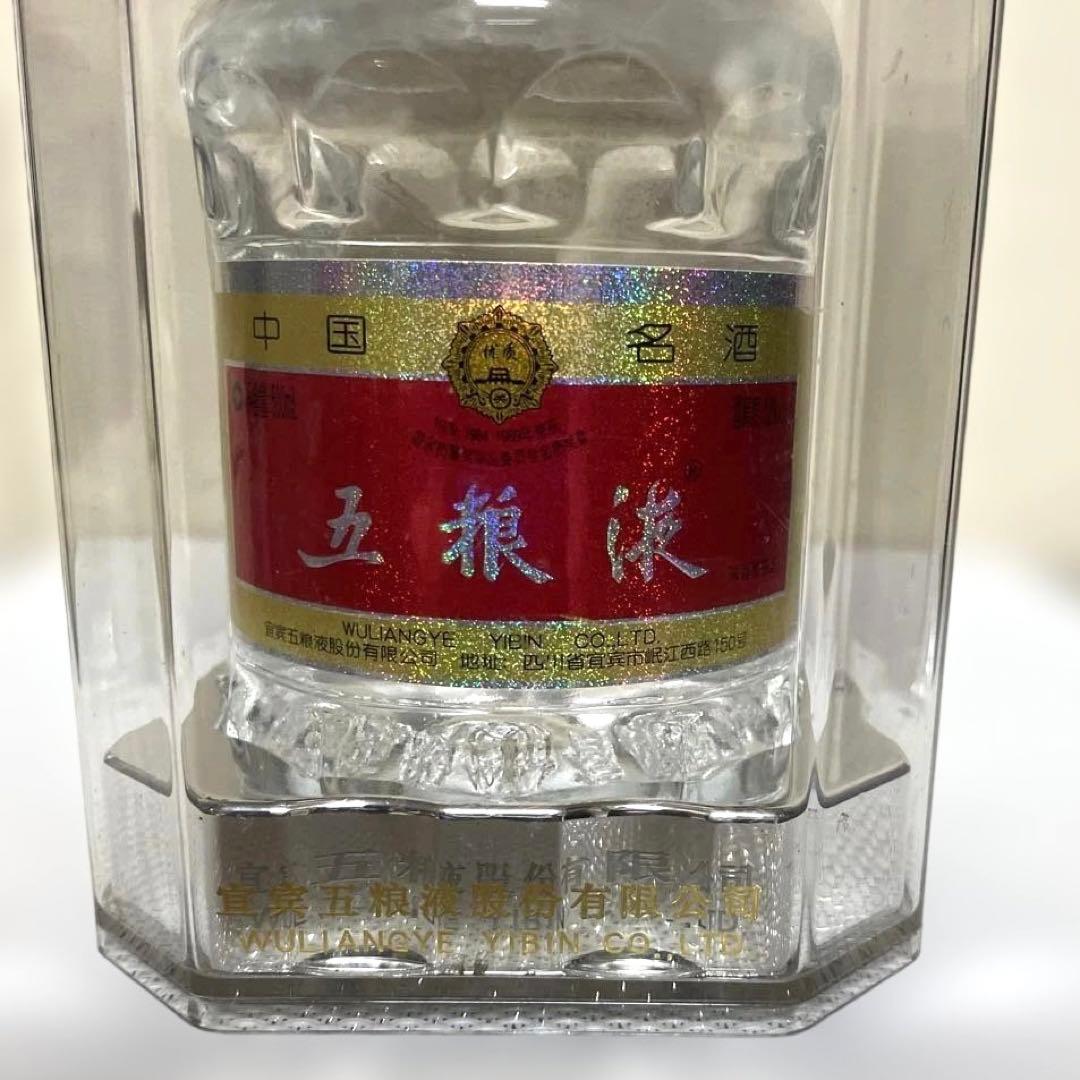 中国 名酒
优质
®
五粮液
WULIANGYE YIBIN CO.,LTD.
宜宾五粮液股份有限公司 地址：四川省宜宾市岷江西路150号
宜宾五粮液股份有限公司
WULIANGYE YIBIN CO.,LTD.